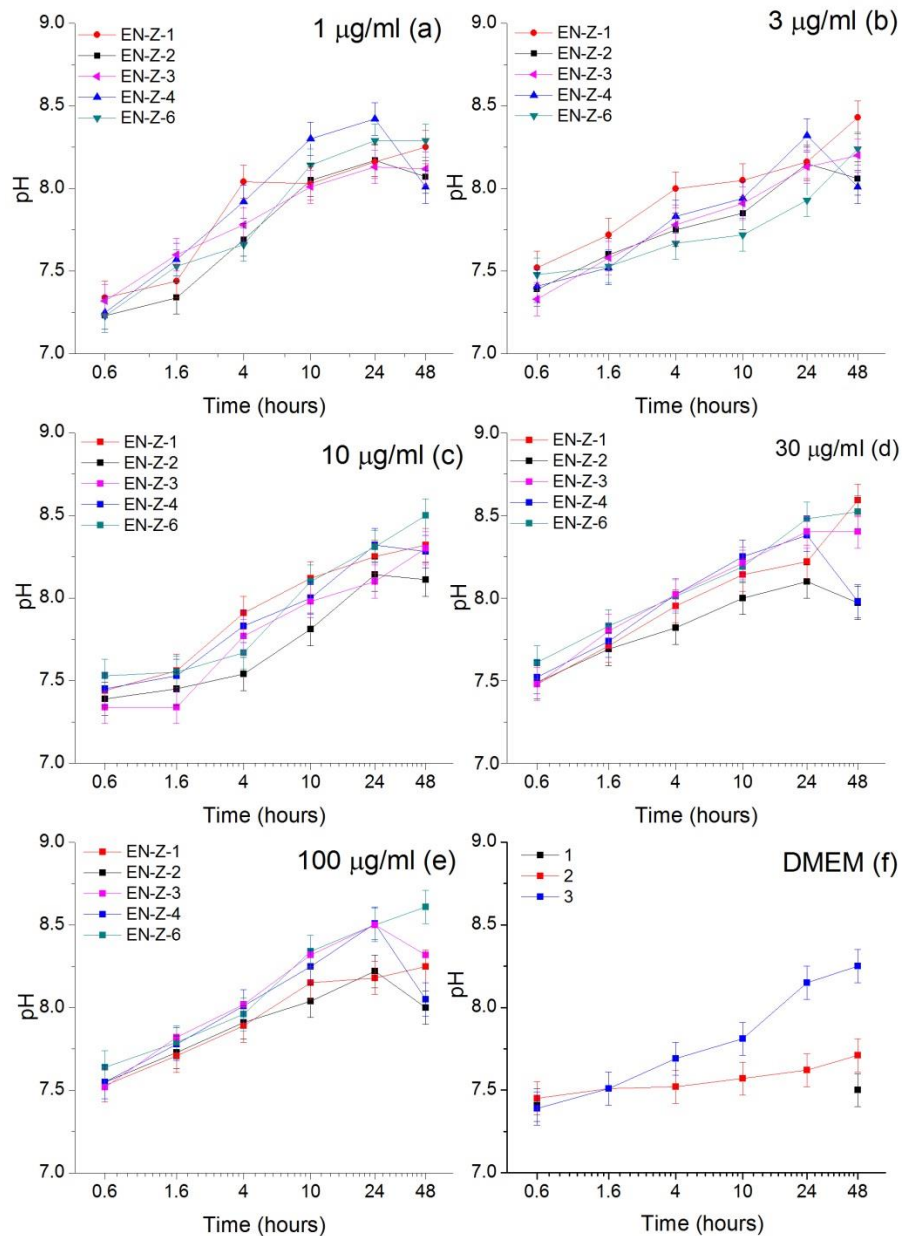 1 μg/ml (a)
EN-Z-1
EN-Z-2
EN-Z-3
EN-Z-4
EN-Z-6
9.0
8.5
8.0
7.5
7.0
pH
0.6 1.6 4 10 24 48
Time (hours)
3 μg/ml (b)
EN-Z-1
EN-Z-2
EN-Z-3
EN-Z-4
EN-Z-6
9.0
8.5
8.0
7.5
7.0
pH
0.6 1.6 4 10 24 48
Time (hours)
10 μg/ml (c)
EN-Z-1
EN-Z-2
EN-Z-3
EN-Z-4
EN-Z-6
9.0
8.5
8.0
7.5
7.0
pH
0.6 1.6 4 10 24 48
Time (hours)
30 μg/ml (d)
EN-Z-1
EN-Z-2
EN-Z-3
EN-Z-4
EN-Z-6
9.0
8.5
8.0
7.5
7.0
pH
0.6 1.6 4 10 24 48
Time (hours)
100 μg/ml (e)
EN-Z-1
EN-Z-2
EN-Z-3
EN-Z-4
EN-Z-6
9.0
8.5
8.0
7.5
7.0
pH
0.6 1.6 4 10 24 48
Time (hours)
DMEM (f)
1
2
3
9.0
8.5
8.0
7.5
7.0
pH
0.6 1.6 4 10 24 48
Time (hours)